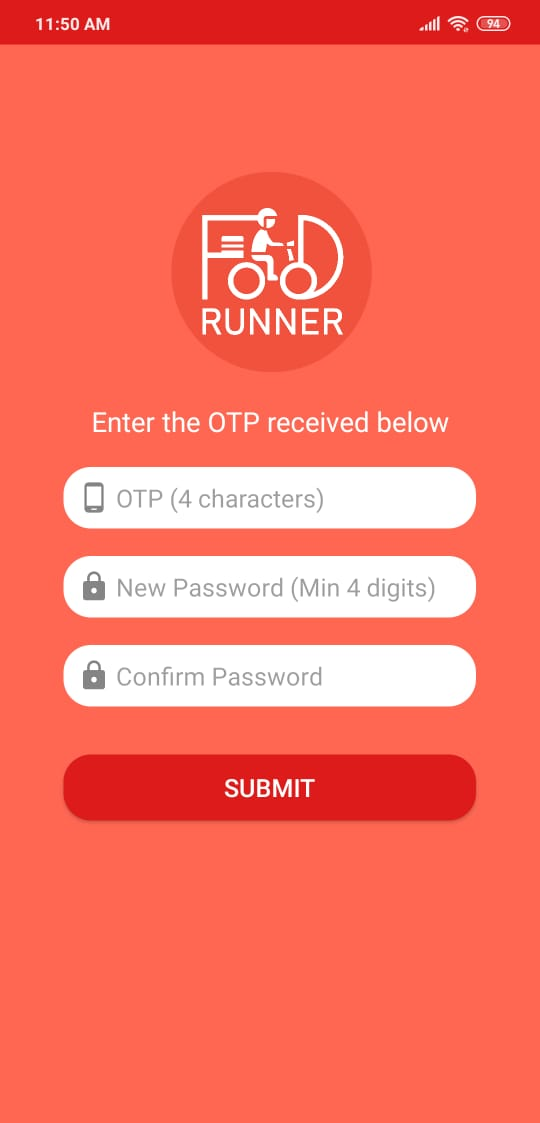 11:50 AM
94
FOOD
RUNNER
Enter the OTP received below
OTP (4 characters)
New Password (Min 4 digits)
Confirm Password
SUBMIT